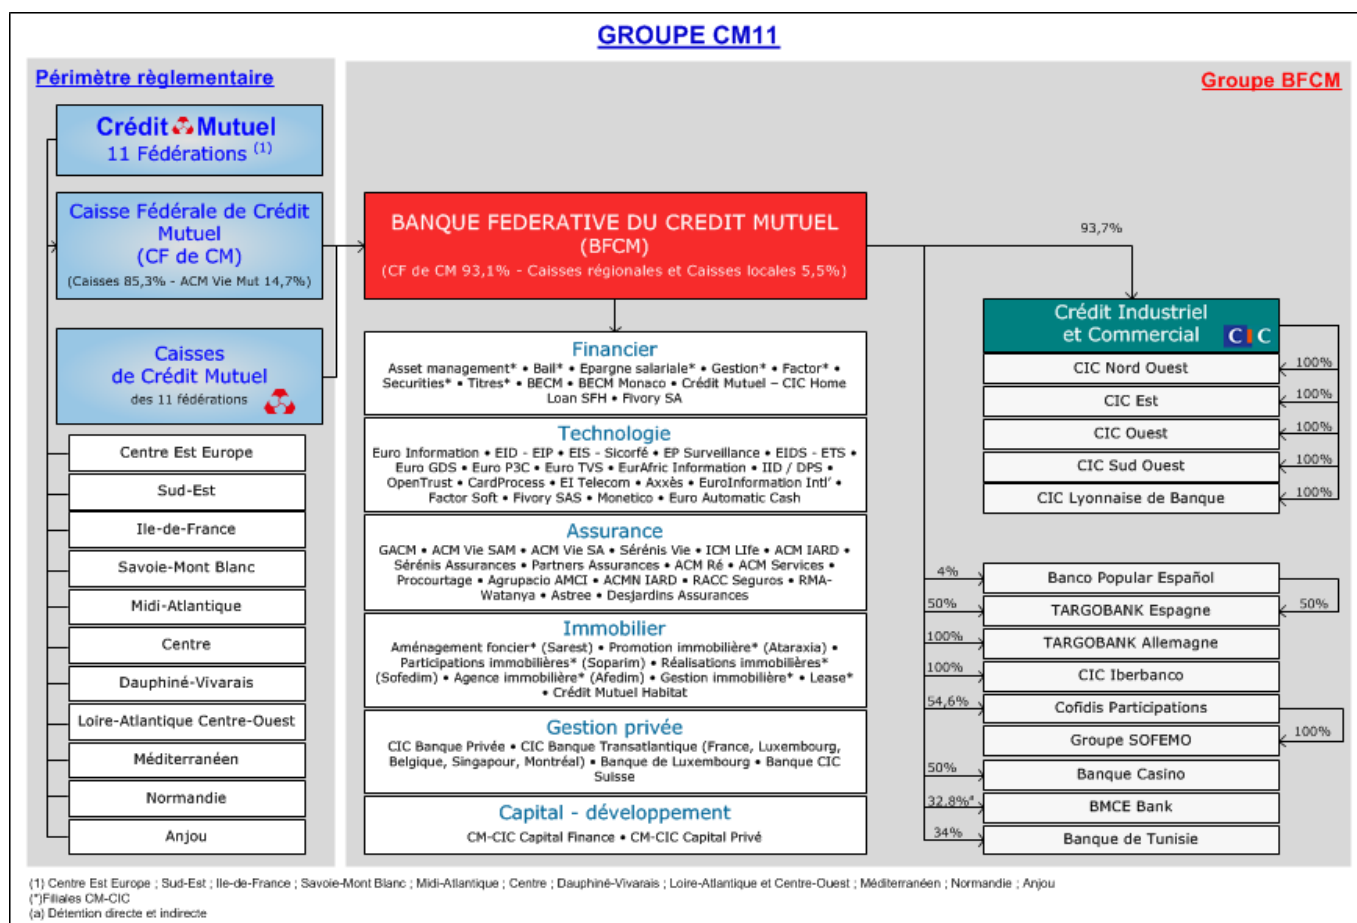 GROUPE CM11
Périmètre règlementaire
Crédit Mutuel
11 Fédérations (1)
Caisse Fédérale de Crédit
Mutuel
(CF de CM)
(Caisses 85,3% - ACM Vie Mut 14,7%)
Caisses
de Crédit Mutuel
des 11 fédérations
Centre Est Europe
Sud-Est
Ile-de-France
Savoie-Mont Blanc
Midi-Atlantique
Centre
Dauphiné-Vivarais
Loire-Atlantique Centre-Ouest
Méditerranéen
Normandie
Anjou
Groupe BFCM
BANQUE FEDERATIVE DU CREDIT MUTUEL
(BFCM)
(CF de CM 93,1% - Caisses régionales et Caisses locales 5,5%)
Financier
Asset management* • Bail* • Epargne salariale* • Gestion* • Factor* •
Securities* • Titres* • BECM • BECM Monaco • Crédit Mutuel – CIC Home
Loan SFH • Fivory SA
Technologie
Euro Information • EID - EIP • EIS - Sicorfé • EP Surveillance • EIDS - ETS •
Euro GDS • Euro P3C • Euro TVS • EurAfric Information • IID / DPS •
OpenTrust • CardProcess • EI Telecom • Axxès • EuroInformation Intl’ •
Factor Soft • Fivory SAS • Monetico • Euro Automatic Cash
Assurance
GACM • ACM Vie SAM • ACM Vie SA • Sérénis Vie • ICM LIfe • ACM IARD •
Sérénis Assurances • Partners Assurances • ACM Ré • ACM Services •
Procourtage • Agrupacio AMCI • ACMN IARD • RACC Seguros • RMA-
Watanya • Astree • Desjardins Assurances
Immobilier
Aménagement foncier* (Sarest) • Promotion immobilière* (Ataraxia) •
Participations immobilières* (Soparim) • Réalisations immobilières*
(Sofedim) • Agence immobilière* (Afedim) • Gestion immobilière* • Lease*
• Crédit Mutuel Habitat
Gestion privée
CIC Banque Privée • CIC Banque Transatlantique (France, Luxembourg,
Belgique, Singapour, Montréal) • Banque de Luxembourg • Banque CIC
Suisse
Capital - développement
CM-CIC Capital Finance • CM-CIC Capital Privé
93,7%
Crédit Industriel
et Commercial CIC
CIC Nord Ouest 100%
CIC Est 100%
CIC Ouest 100%
CIC Sud Ouest 100%
CIC Lyonnaise de Banque 100%
4% Banco Popular Español
50% TARGOBANK Espagne 50%
100% TARGOBANK Allemagne
100% CIC Iberbanco
54,6% Cofidis Participations
Groupe SOFEMO 100%
50% Banque Casino
32.8%a BMCE Bank
34% Banque de Tunisie
(1) Centre Est Europe ; Sud-Est ; Ile-de-France ; Savoie-Mont Blanc ; Midi-Atlantique ; Centre ; Dauphiné-Vivarais ; Loire-Atlantique et Centre-Ouest ; Méditerranéen ; Normandie ; Anjou
(*)Filiales CM-CIC
(a) Détention directe et indirecte